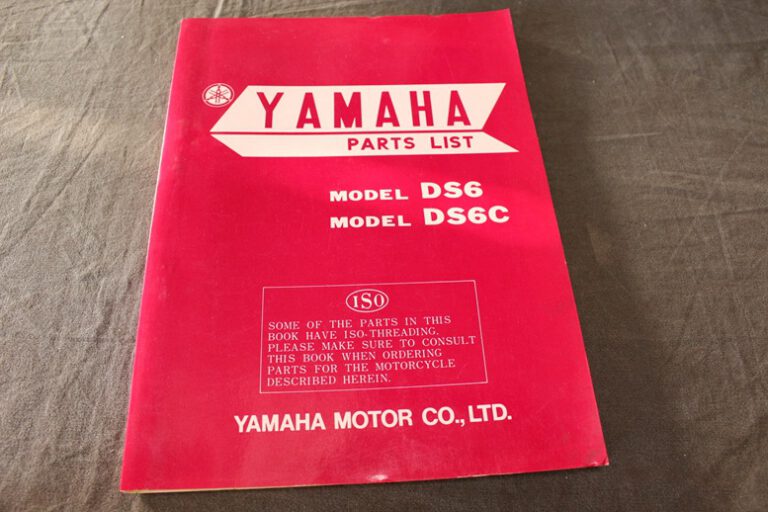 YAMAHA
PARTS LIST
MODEL DS6
MODEL DS6C
ISO
SOME OF THE PARTS IN THIS
BOOK HAVE ISO-THREADING.
PLEASE MAKE SURE TO CONSULT
THIS BOOK WHEN ORDERING
PARTS FOR THE MOTORCYCLE
DESCRIBED HEREIN.
YAMAHA MOTOR CO., LTD.